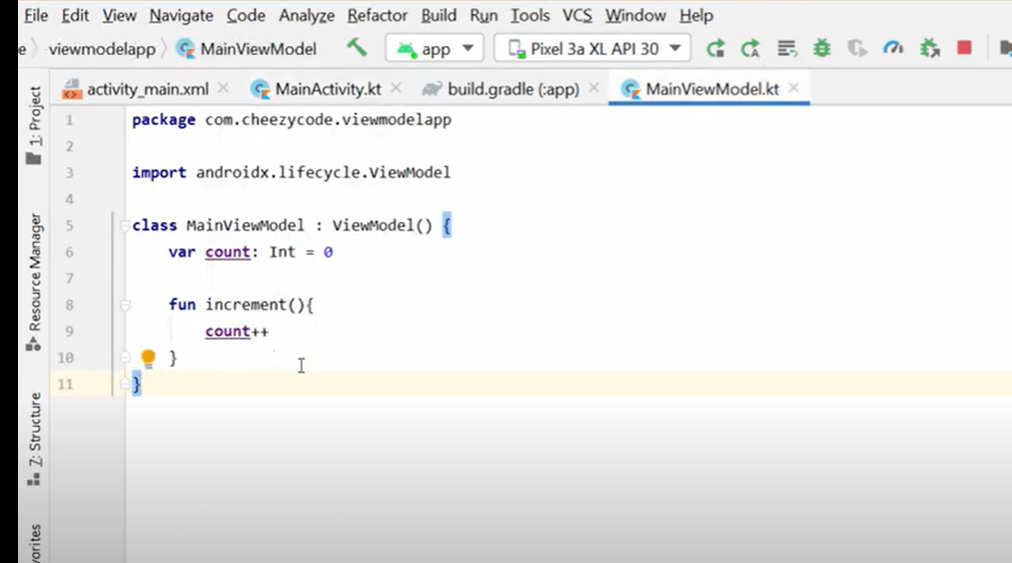 File Edit View Navigate Code Analyze Refactor Build Run Tools VCS Window Help
e viewmodelapp MainViewModel app Pixel 3a XL API 30
activity_main.xml MainActivity.kt build.gradle (:app) MainViewModel.kt
1: Project
Resource Manager
Z: Structure
vorites
1 package com.cheezycode.viewmodelapp
2
3 import androidx.lifecycle.ViewModel
4
5 class MainViewModel : ViewModel() {
6 var count: Int = 0
7
8 fun increment(){
9 count++
10 }
11 }